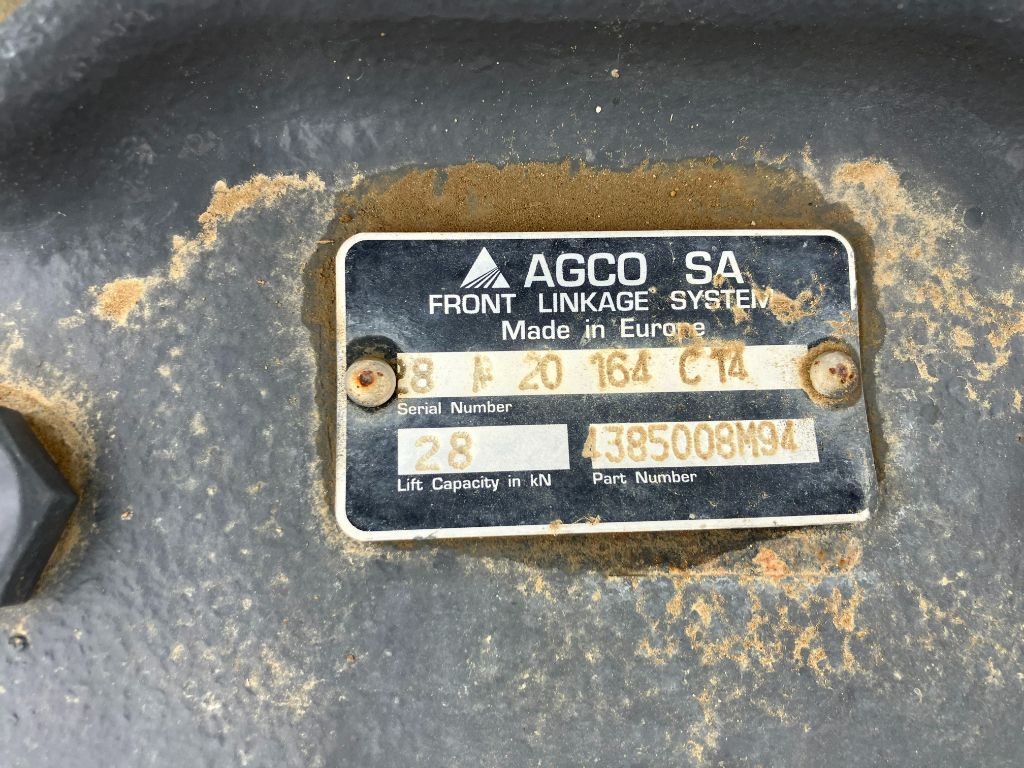 AGCO SA
FRONT LINKAGE SYSTEM
Made in Europe
28 20 164 C14
Serial Number
28 4385008M94
Lift Capacity in kN Part Number